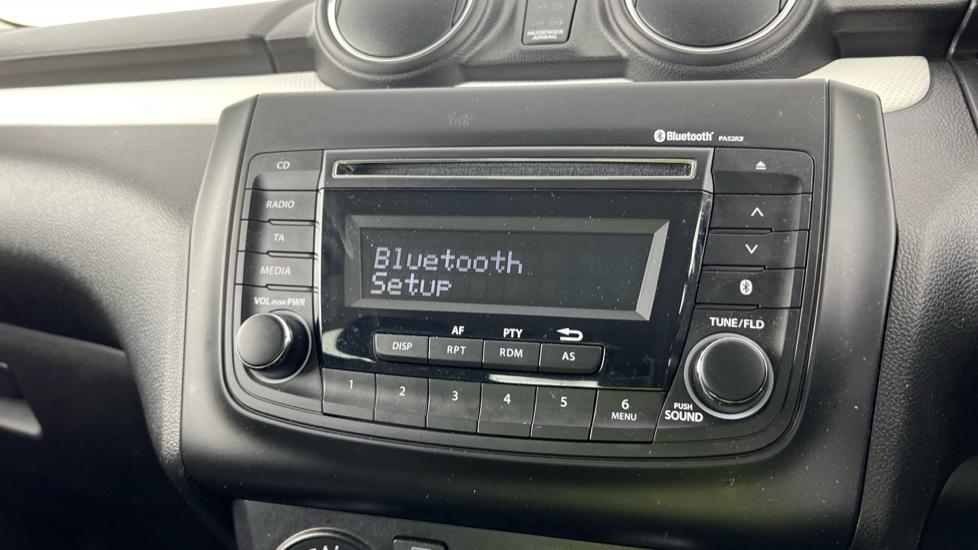 PASSENGER
AIRBAG
Bluetooth PA52R3F
CD
RADIO
TA
MEDIA
VOL PUSH PWR
Bluetooth
Setup
AF PTY
DISP RPT RDM AS
1 2 3 4 5 6
MENU
TUNE/FLD
PUSH
SOUND